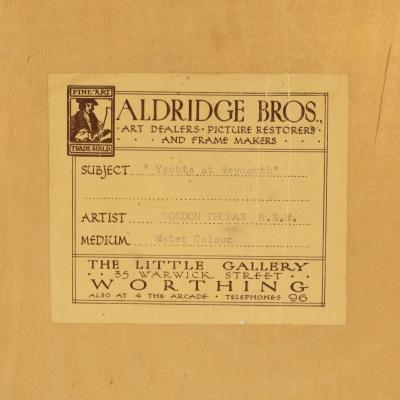 FINE·ART
TRADE GUILD
ALDRIDGE BROS.,
·ART DEALERS·PICTURE RESTORERS·
· · AND FRAME MAKERS · · · ·
SUBJECT " Yachts at Weymouth"
ARTIST GORDON THOMAS R.S.M.
MEDIUM Water Colour
THE LITTLE GALLERY
· · 35 WARWICK STREET · ·
WORTHING
ALSO AT 4 THE ARCADE · TELEPHONES 96